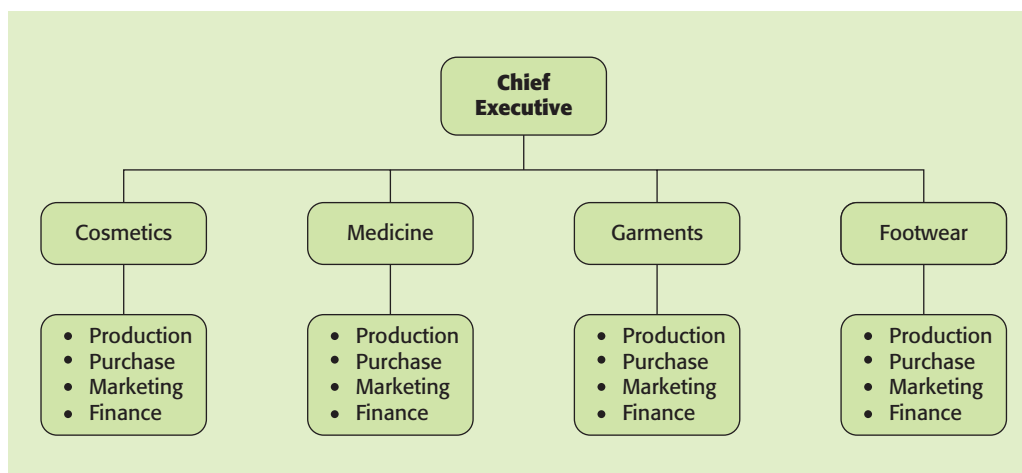 Chief
Executive
Cosmetics
Medicine
Garments
Footwear
• Production
• Purchase
• Marketing
• Finance
• Production
• Purchase
• Marketing
• Finance
• Production
• Purchase
• Marketing
• Finance
• Production
• Purchase
• Marketing
• Finance